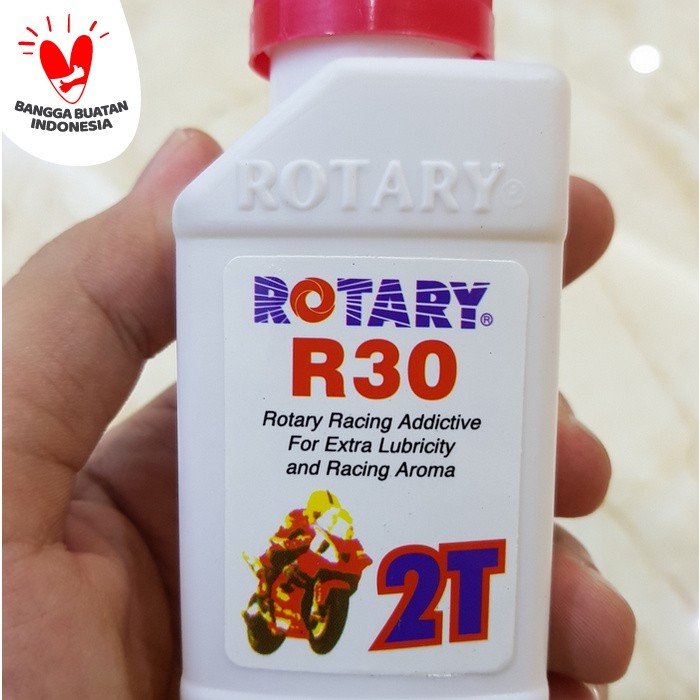 BANGGA BUATAN
INDONESIA
ROTARY®
ROTARY®
R30
Rotary Racing Addictive
For Extra Lubricity
and Racing Aroma
2T